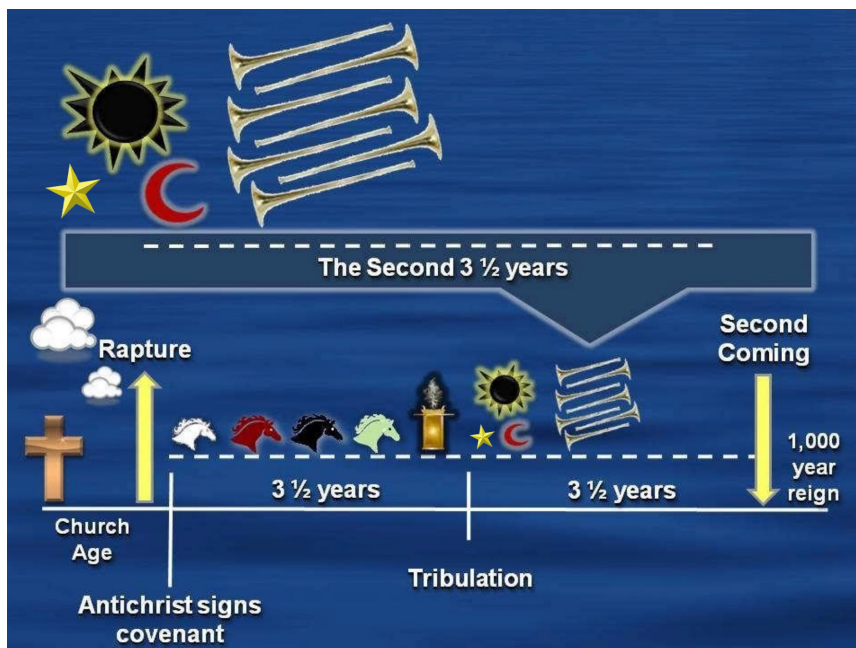 The Second 3 ½ years
Rapture
Second
Coming
1,000
year
reign
3 ½ years
3 ½ years
Church
Age
Tribulation
Antichrist signs
covenant